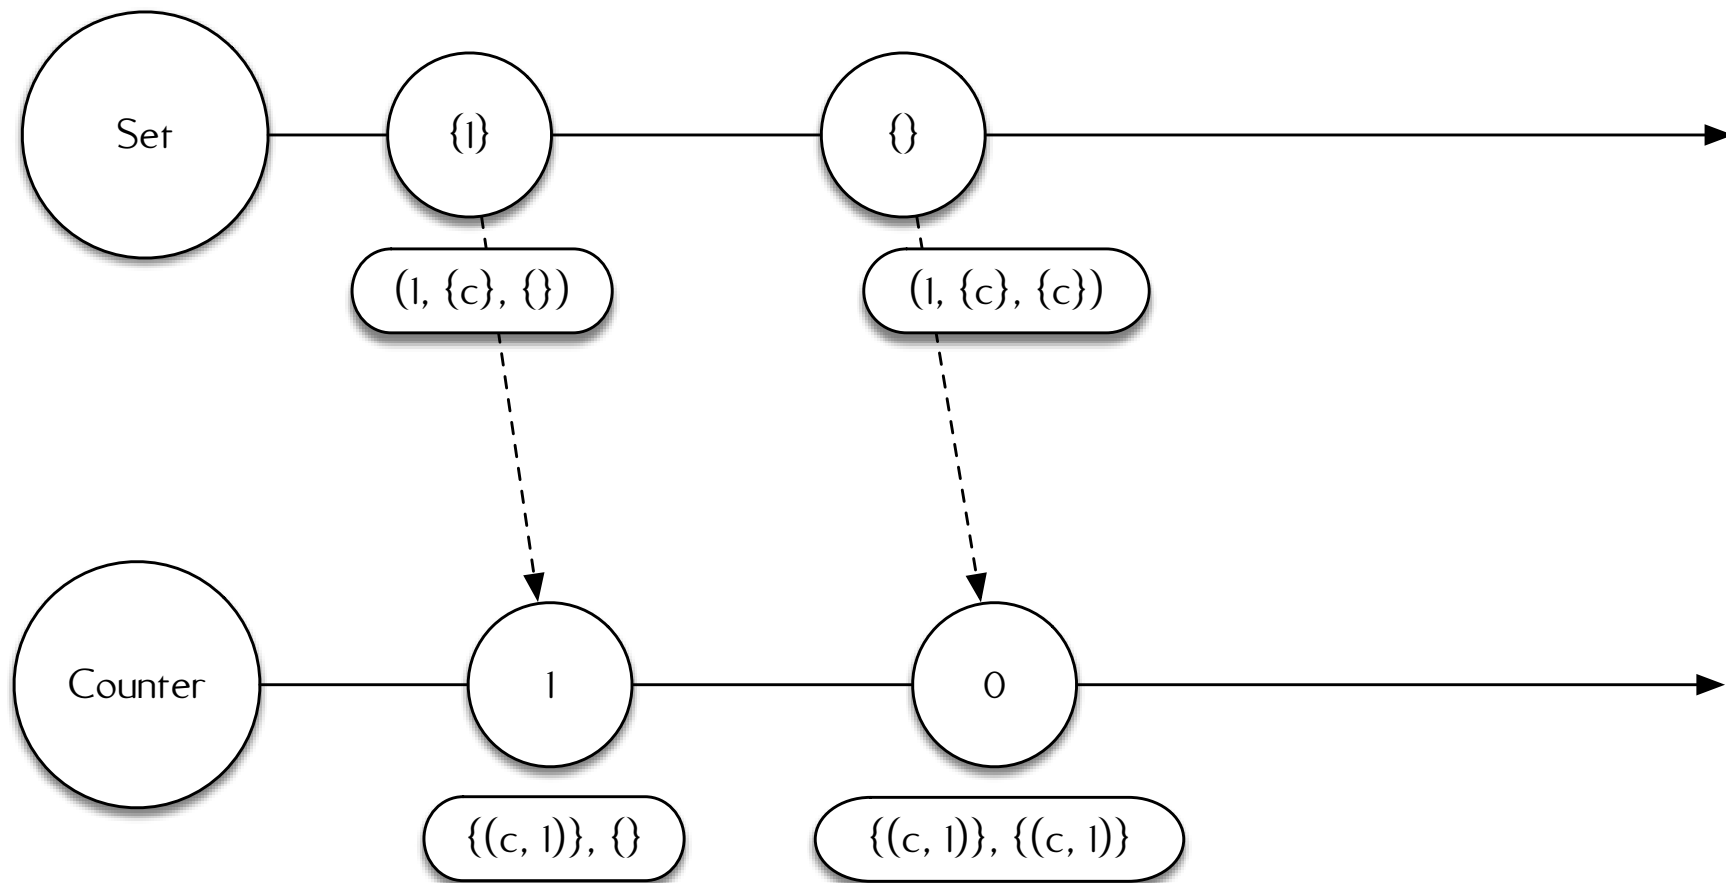 Set
{1}
{}
(1, {c}, {})
(1, {c}, {c})
Counter
1
0
{(c, 1)}, {}
{(c, 1)}, {(c, 1)}